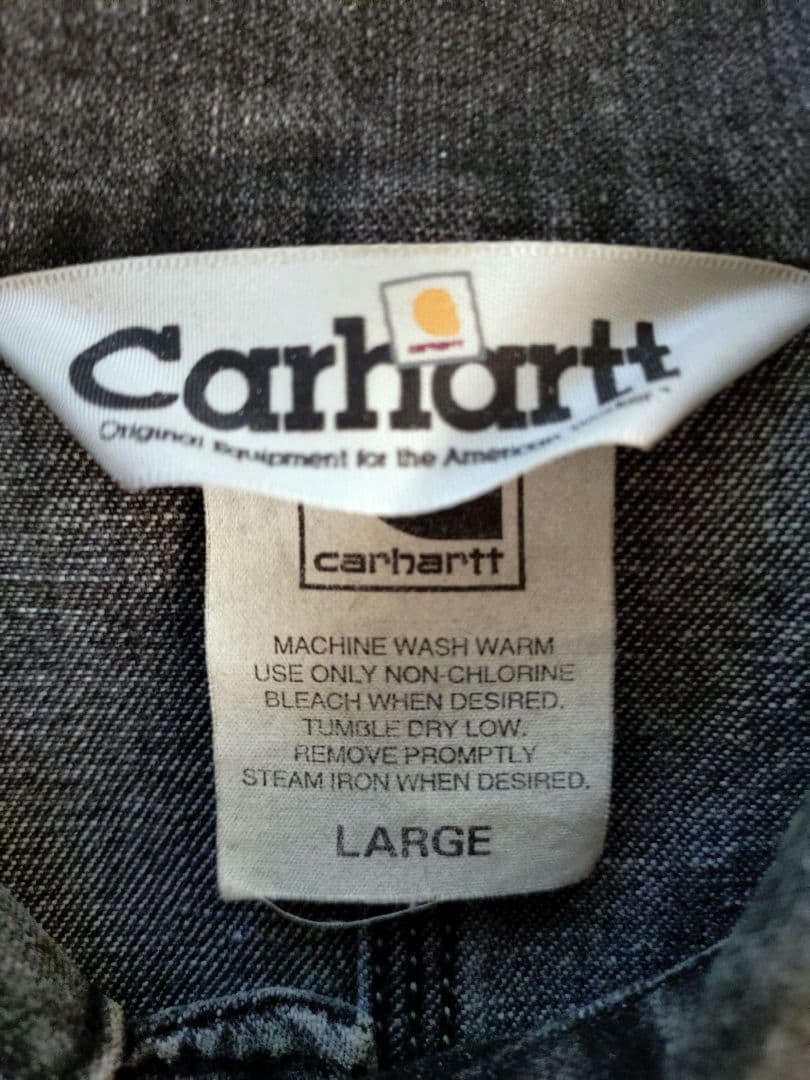 Carhartt
Original Equipment for the American
carhartt
MACHINE WASH WARM
USE ONLY NON-CHLORINE
BLEACH WHEN DESIRED.
TUMBLE DRY LOW.
REMOVE PROMPTLY
STEAM IRON WHEN DESIRED.
LARGE